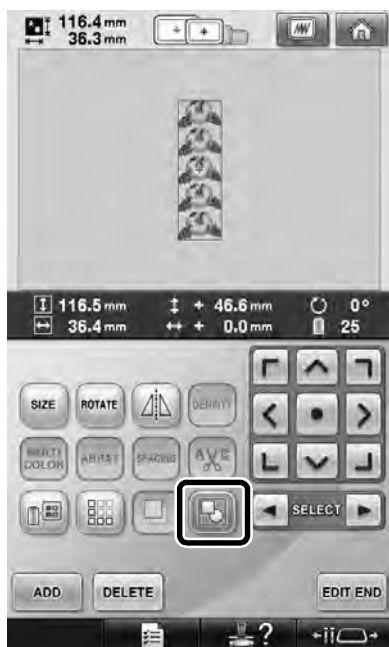 116.4 mm
36.3 mm
116.5 mm + 46.6 mm 0°
36.4 mm + 0.0 mm 25
SIZE ROTATE DENSITY
MULTI COLOR ARRAY SPACING A
SELECT
ADD DELETE EDIT END
?